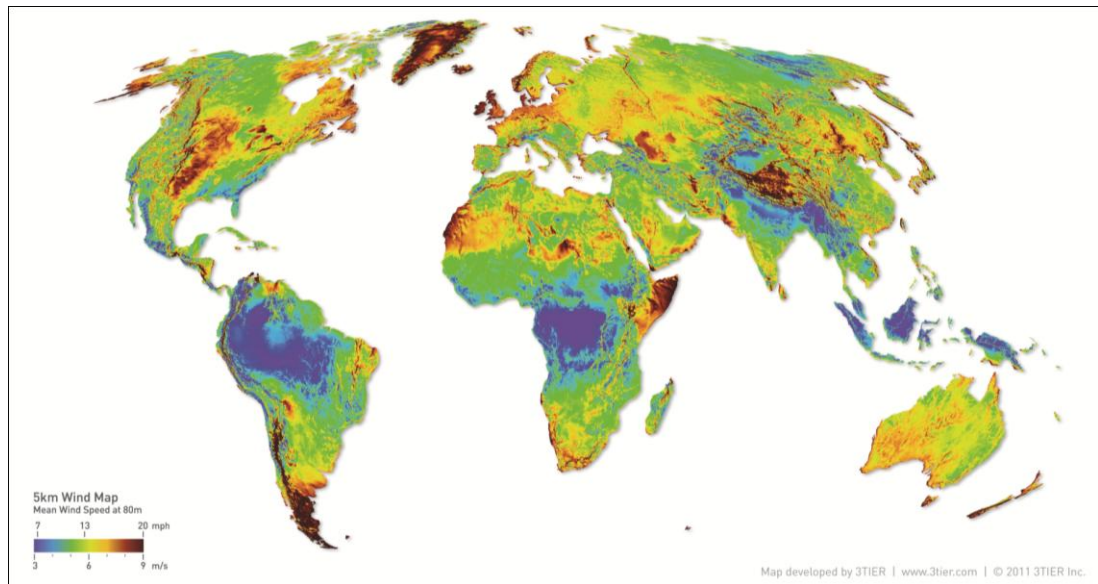 5km Wind Map
Mean Wind Speed at 80m
7 13 20 mph
3 6 9 m/s
Map developed by 3TIER | www.3tier.com | © 2011 3TIER Inc.